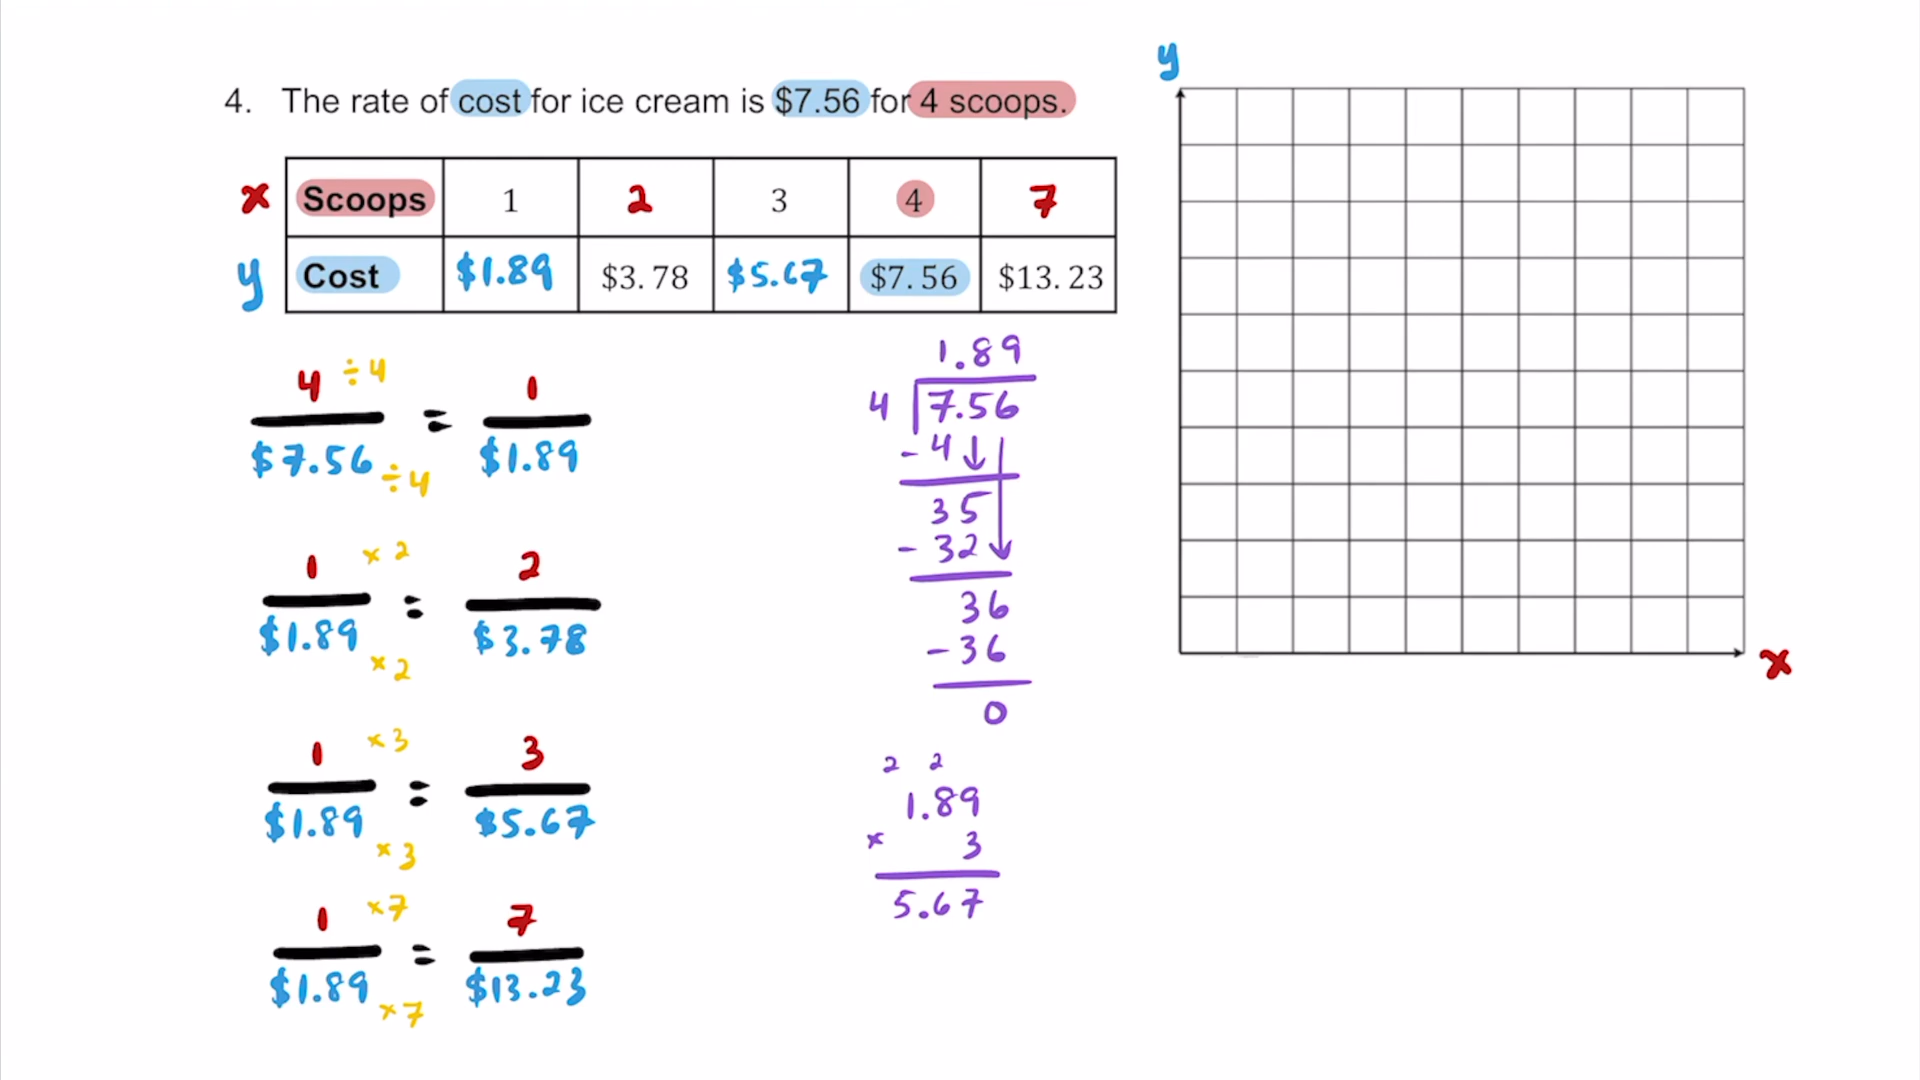 4. The rate of cost for ice cream is $7.56 for 4 scoops.
y
x Scoops 1 2 3 4 7
y Cost $1.89 $3.78 $5.67 $7.56 $13.23
4 ÷4 1
= 
$7.56 ÷4 $1.89
1 ×2 2
=
$1.89 ×2 $3.78
1 ×3 3
=
$1.89 ×3 $5.67
1 ×7 7
=
$1.89 ×7 $13.23
1.89
4 7.56
- 4
35
- 32
36
- 36
0
2 2
1.89
× 3
5.67
x